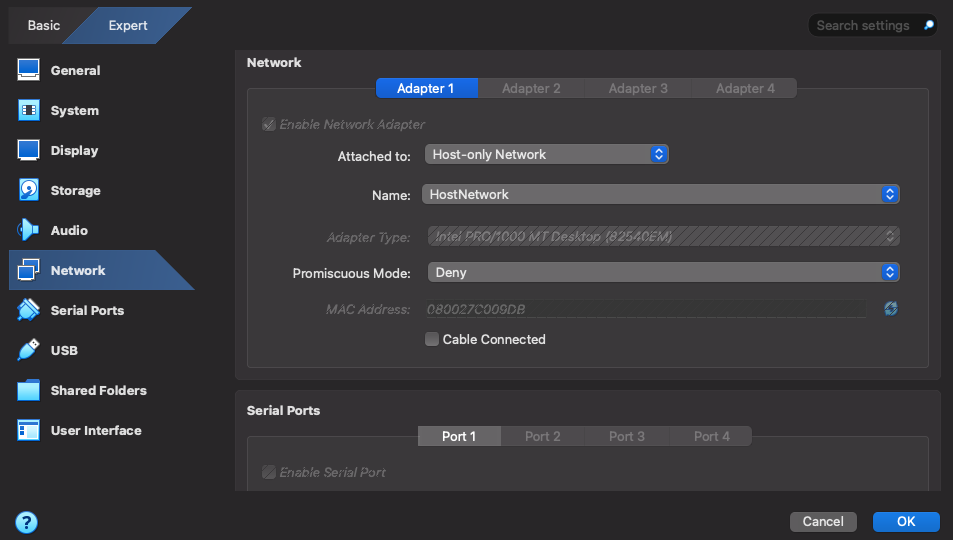 Basic Expert Search settings
General
System
Display
Storage
Audio
Network
Serial Ports
USB
Shared Folders
User Interface
Network
Adapter 1 Adapter 2 Adapter 3 Adapter 4
Enable Network Adapter
Attached to: Host-only Network
Name: HostNetwork
Adapter Type: Intel PRO/1000 MT Desktop (82540EM)
Promiscuous Mode: Deny
MAC Address: 080027C009DB
Cable Connected
Serial Ports
Port 1 Port 2 Port 3 Port 4
Enable Serial Port
? Cancel OK